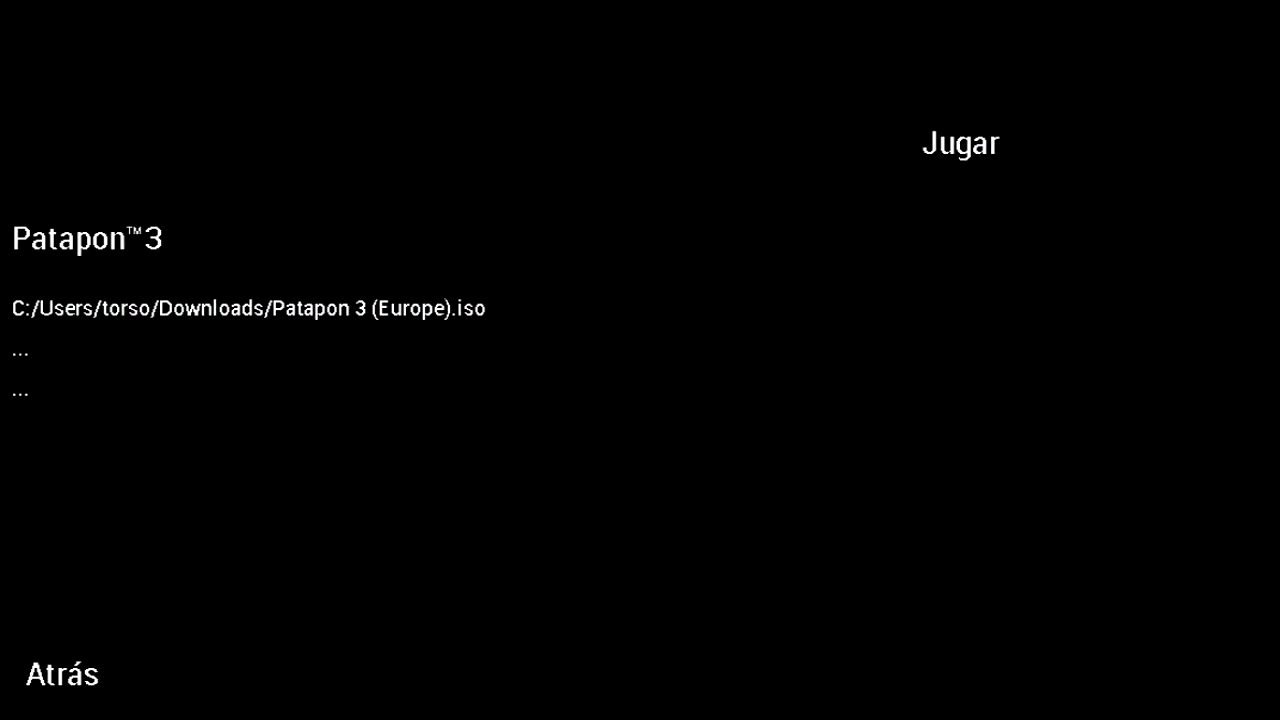 Jugar
Patapon™3
C:/Users/torso/Downloads/Patapon 3 (Europe).iso
...
...
Atrás